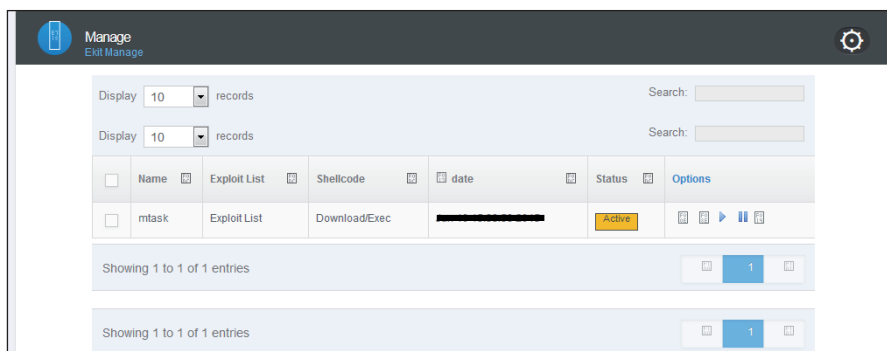 Manage
Ekit Manage
Display 10 records
Search:
Display 10 records
Search:
Name Exploit List Shellcode date Status Options
mtask Exploit List Download/Exec Active
Showing 1 to 1 of 1 entries
1
Showing 1 to 1 of 1 entries
1